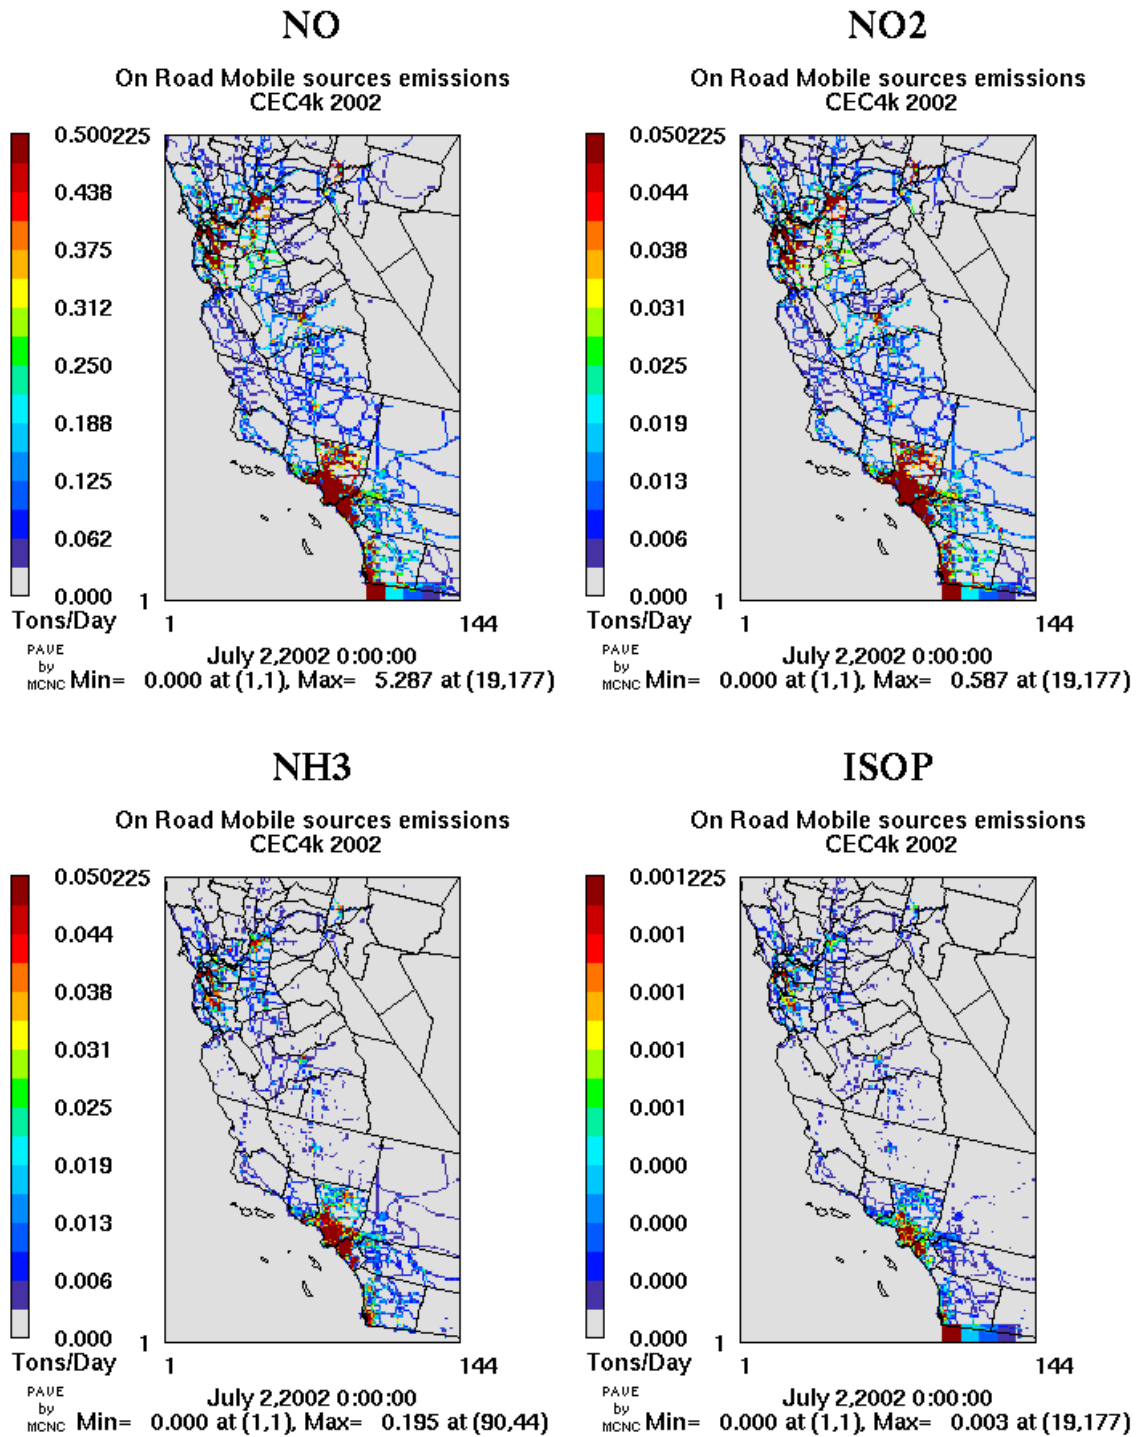 NO
On Road Mobile sources emissions
CEC4k 2002
0.500 225
0.438
0.375
0.312
0.250
0.188
0.125
0.062
0.000 1
Tons/Day 1 144
PAVE
by
MCNC
July 2,2002 0:00:00
Min= 0.000 at (1,1), Max= 5.287 at (19,177)
NO2
On Road Mobile sources emissions
CEC4k 2002
0.050 225
0.044
0.038
0.031
0.025
0.019
0.013
0.006
0.000 1
Tons/Day 1 144
PAVE
by
MCNC
July 2,2002 0:00:00
Min= 0.000 at (1,1), Max= 0.587 at (19,177)
NH3
On Road Mobile sources emissions
CEC4k 2002
0.050 225
0.044
0.038
0.031
0.025
0.019
0.013
0.006
0.000 1
Tons/Day 1 144
PAVE
by
MCNC
July 2,2002 0:00:00
Min= 0.000 at (1,1), Max= 0.195 at (90,44)
ISOP
On Road Mobile sources emissions
CEC4k 2002
0.001 225
0.001
0.001
0.001
0.001
0.000
0.000
0.000
0.000 1
Tons/Day 1 144
PAVE
by
MCNC
July 2,2002 0:00:00
Min= 0.000 at (1,1), Max= 0.003 at (19,177)